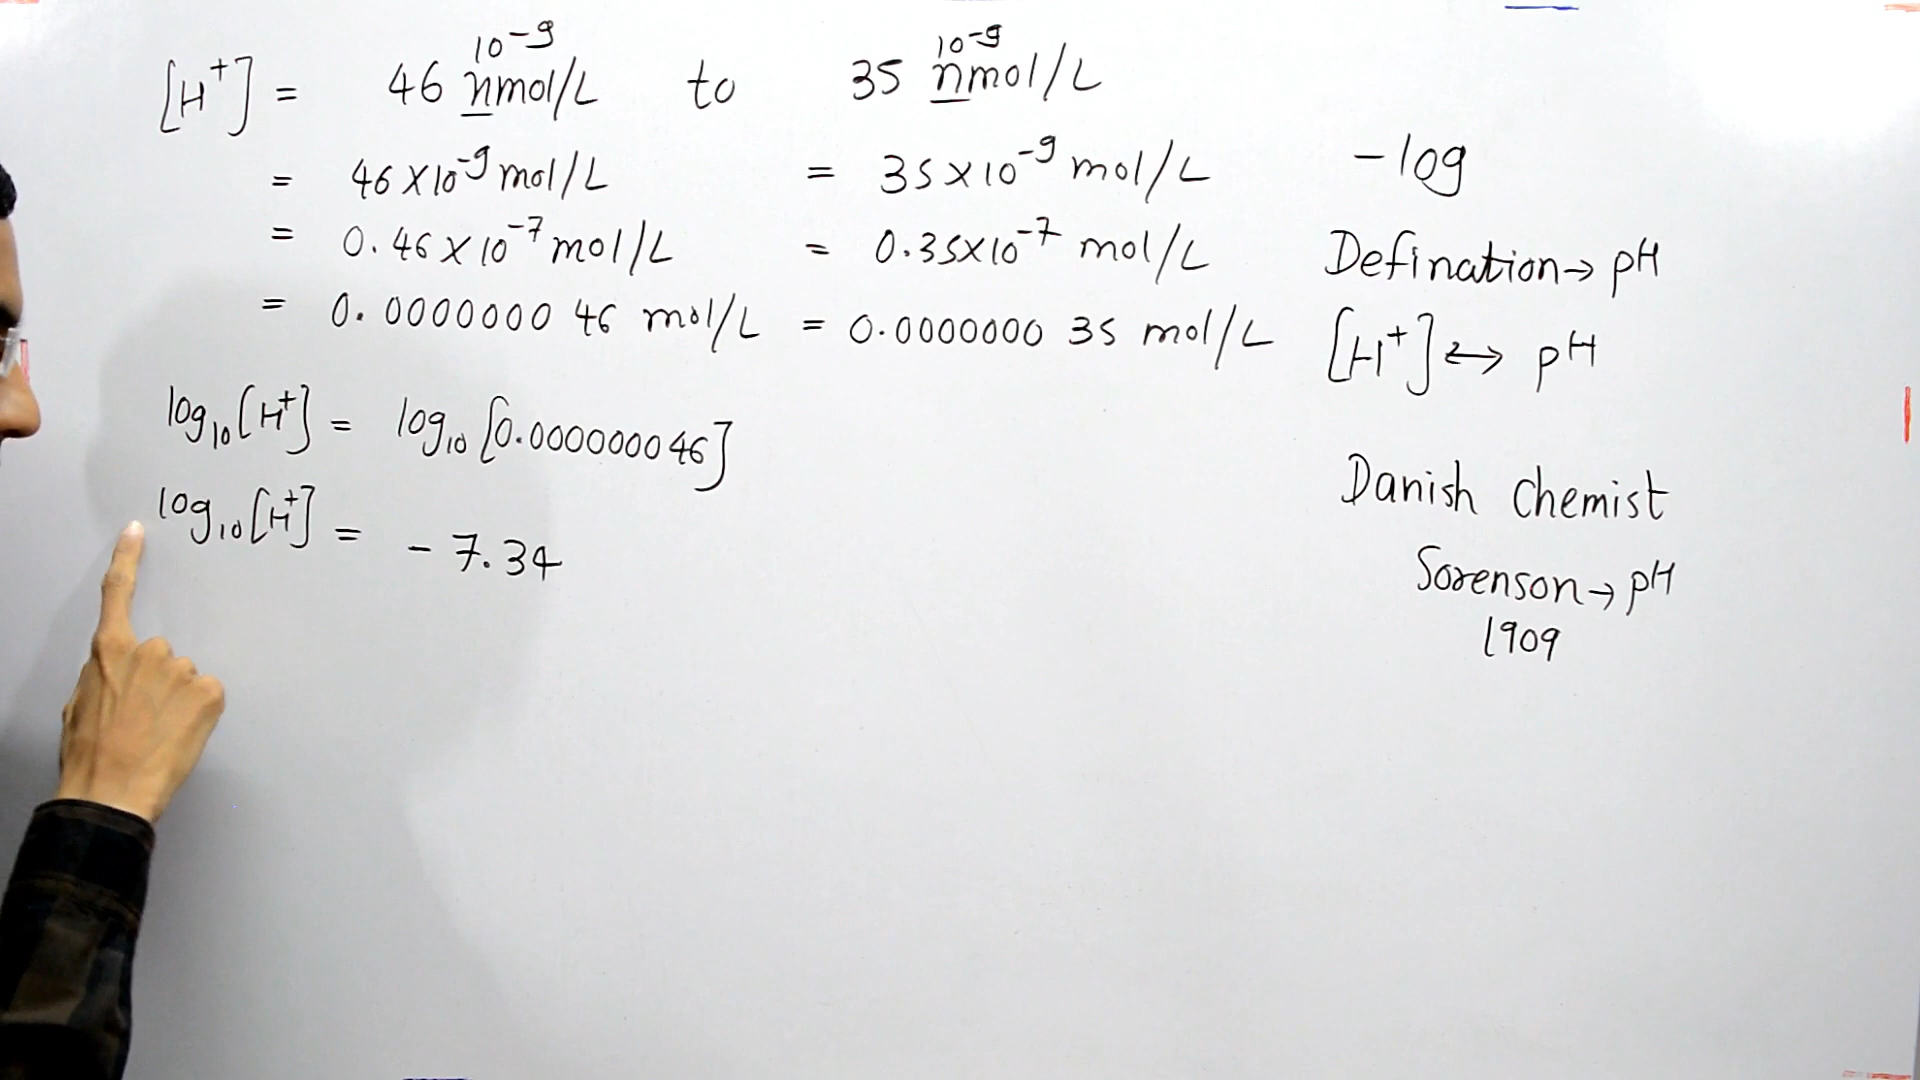 10⁻⁹ 10⁻⁹
[H⁺] = 46 nmol/L to 35 nmol/L
= 46 × 10⁻⁹ mol/L = 35 × 10⁻⁹ mol/L
= 0.46 × 10⁻⁷ mol/L = 0.35 × 10⁻⁷ mol/L
= 0.0000000 46 mol/L = 0.0000000 35 mol/L
log₁₀ [H⁺] = log₁₀ [0.000000046]
log₁₀ [H⁺] = - 7.34
- log
Defination → pH
[H⁺] ↔ pH
Danish Chemist
Sorenson → pH
1909